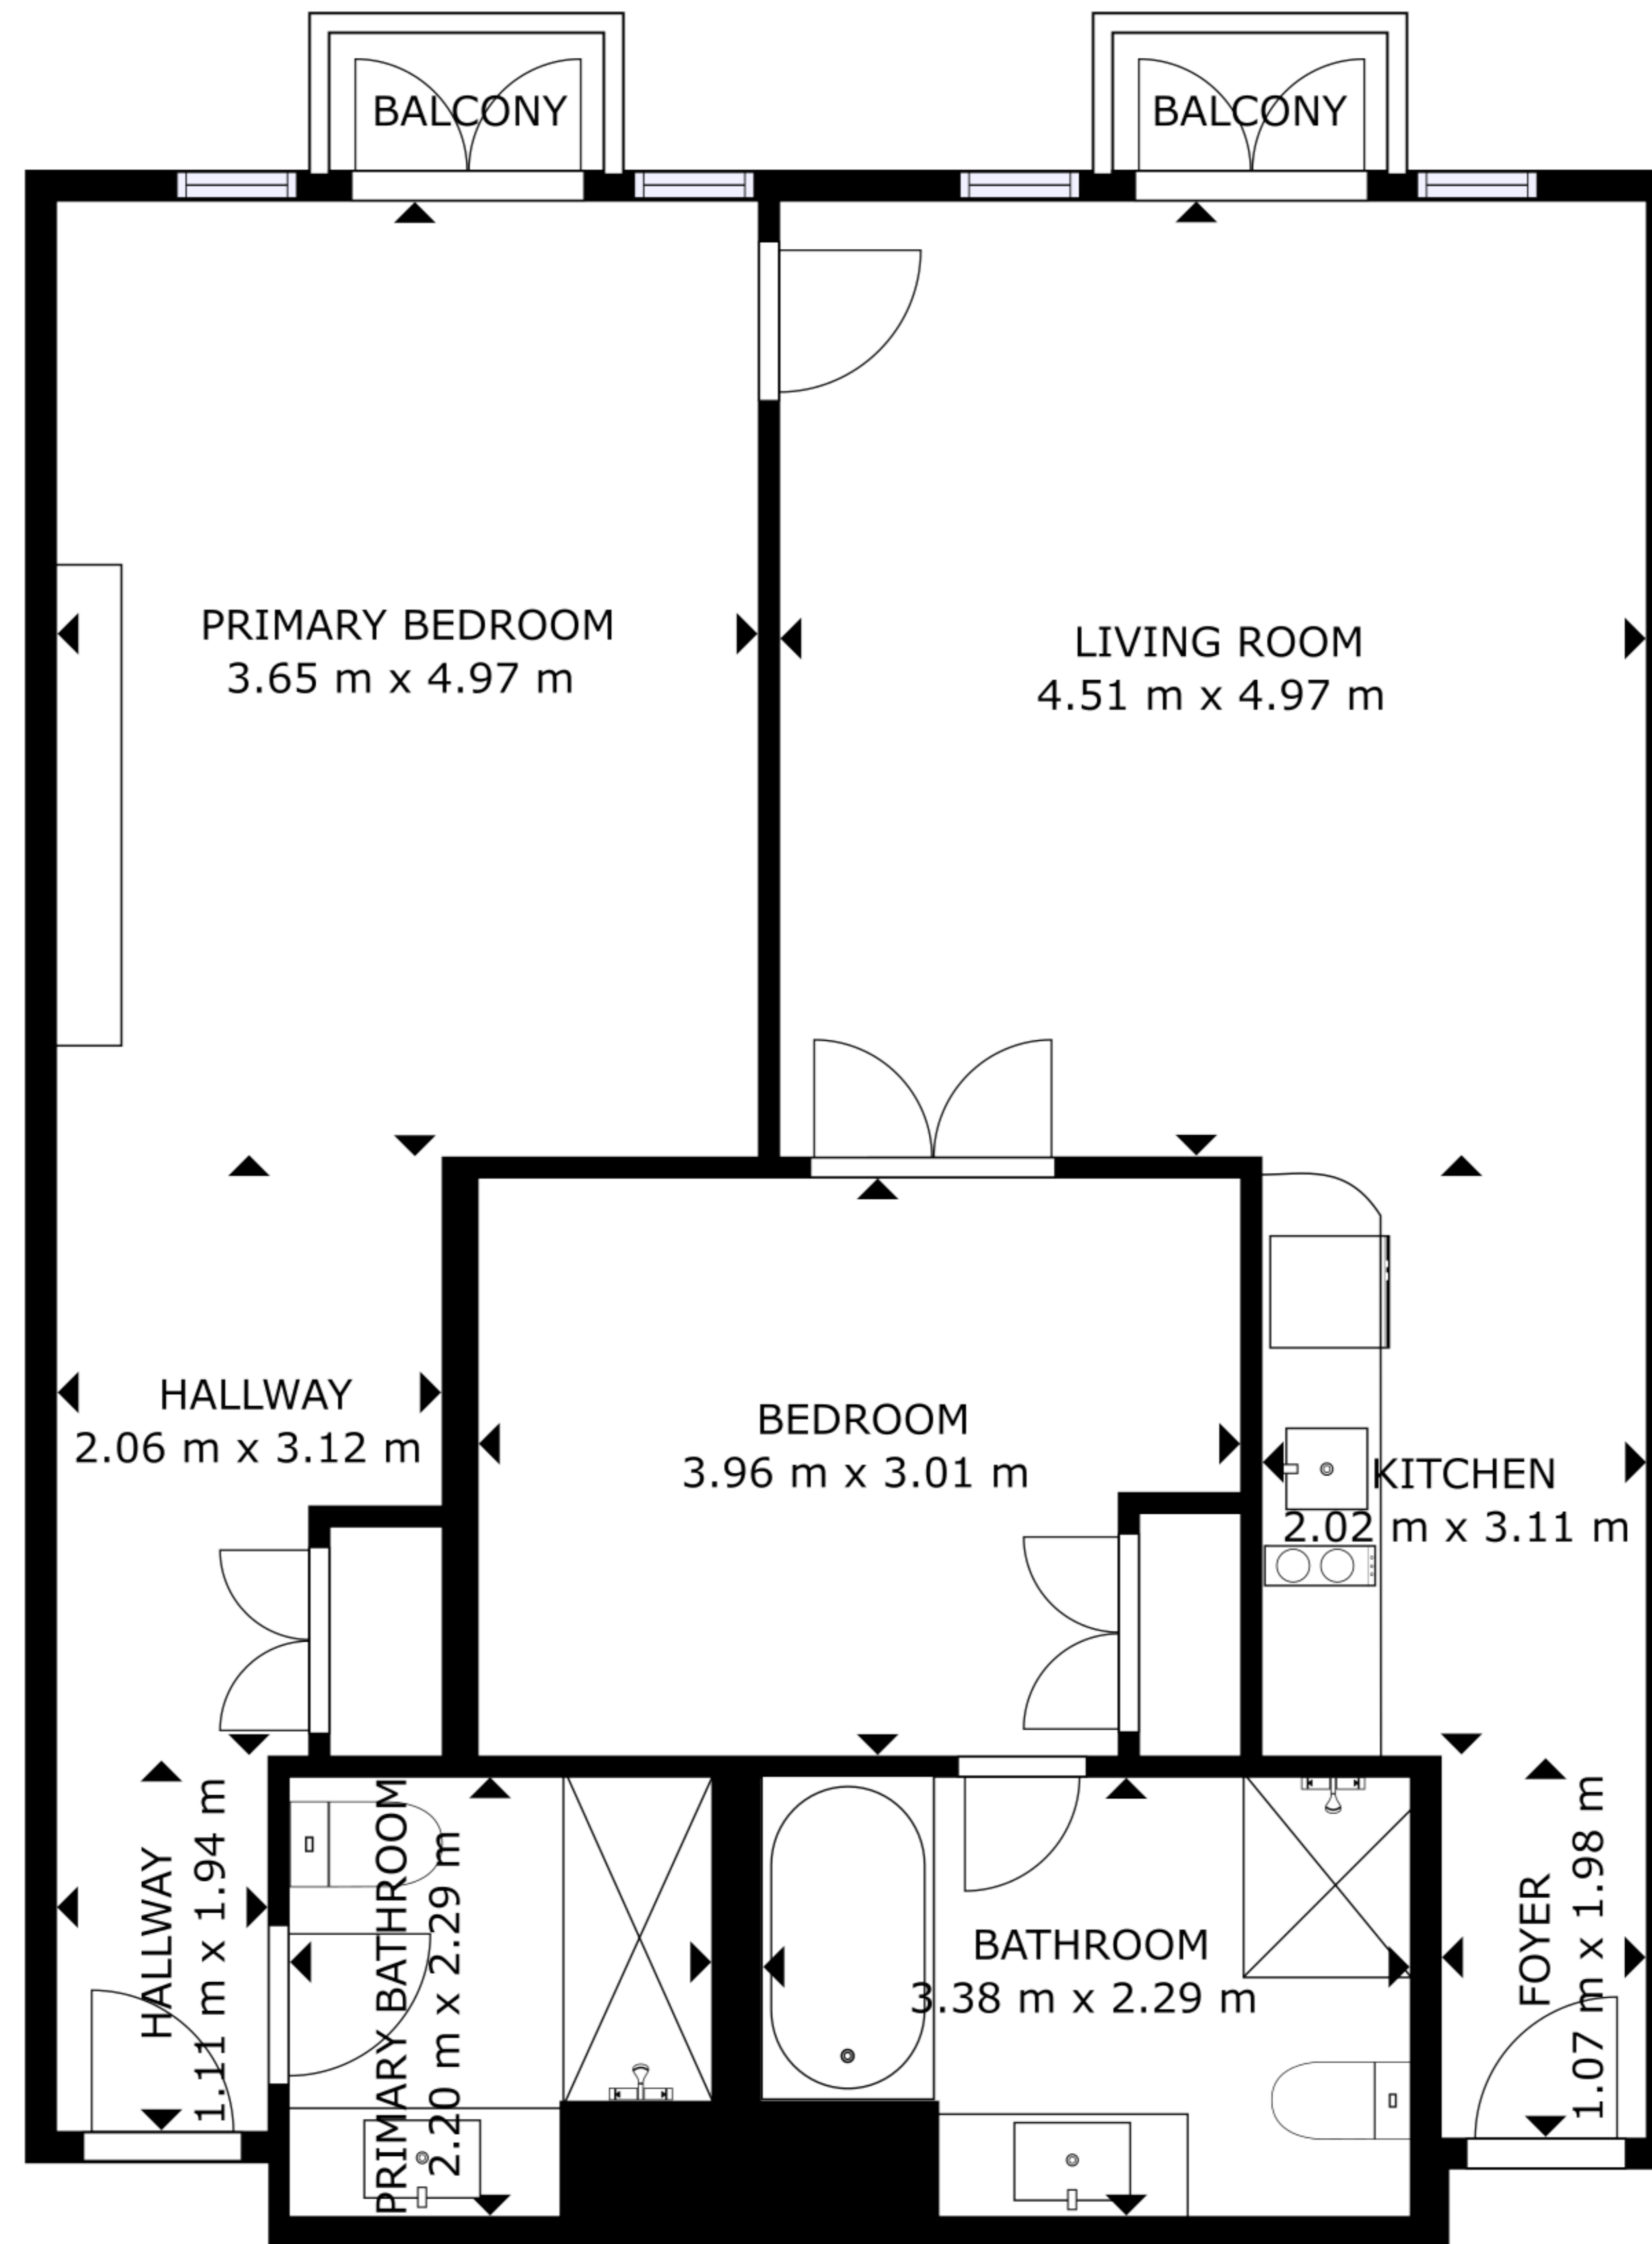 BALCONY
BALCONY
PRIMARY BEDROOM
3.65 m x 4.97 m
LIVING ROOM
4.51 m x 4.97 m
HALLWAY
2.06 m x 3.12 m
BEDROOM
3.96 m x 3.01 m
KITCHEN
2.02 m x 3.11 m
HALLWAY
1.11 m x 1.94 m
PRIMARY BATHROOM
2.20 m x 2.29 m
BATHROOM
3.38 m x 2.29 m
FOYER
1.07 m x 1.98 m